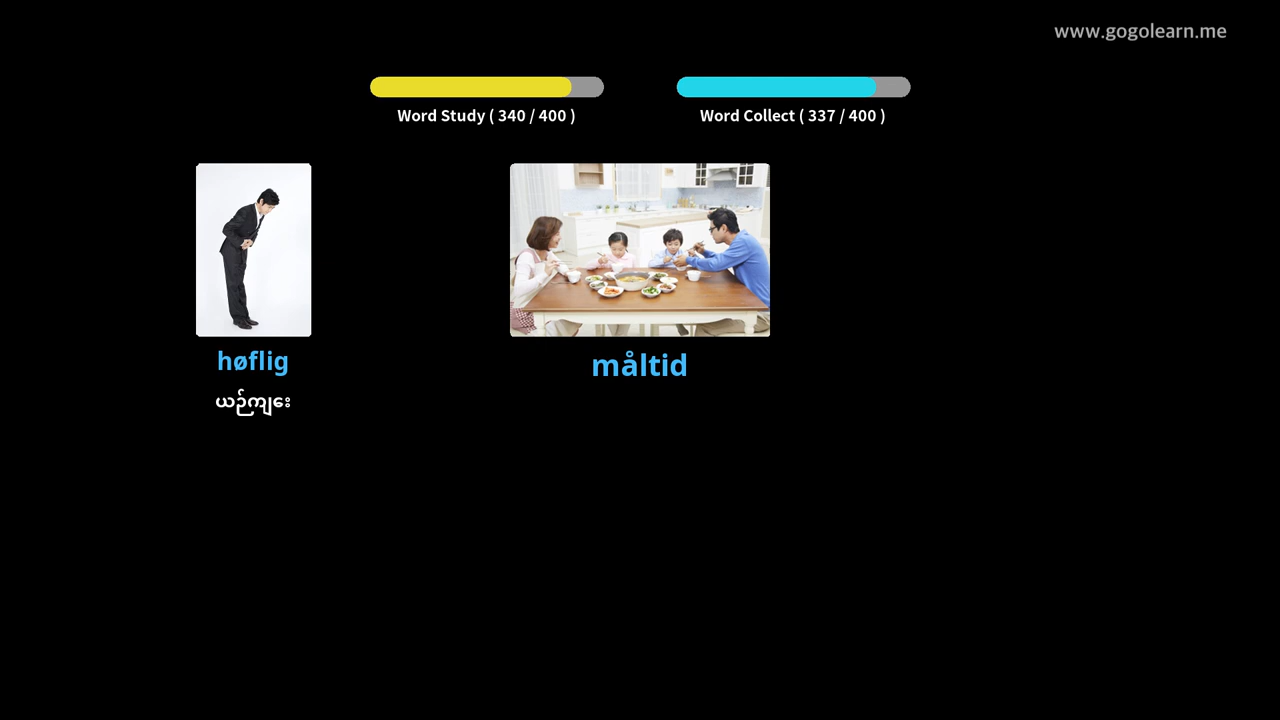 www.gogolearn.me
Word Study ( 340 / 400 )
Word Collect ( 337 / 400 )
høflig
ယဉ်ကျေး
måltid